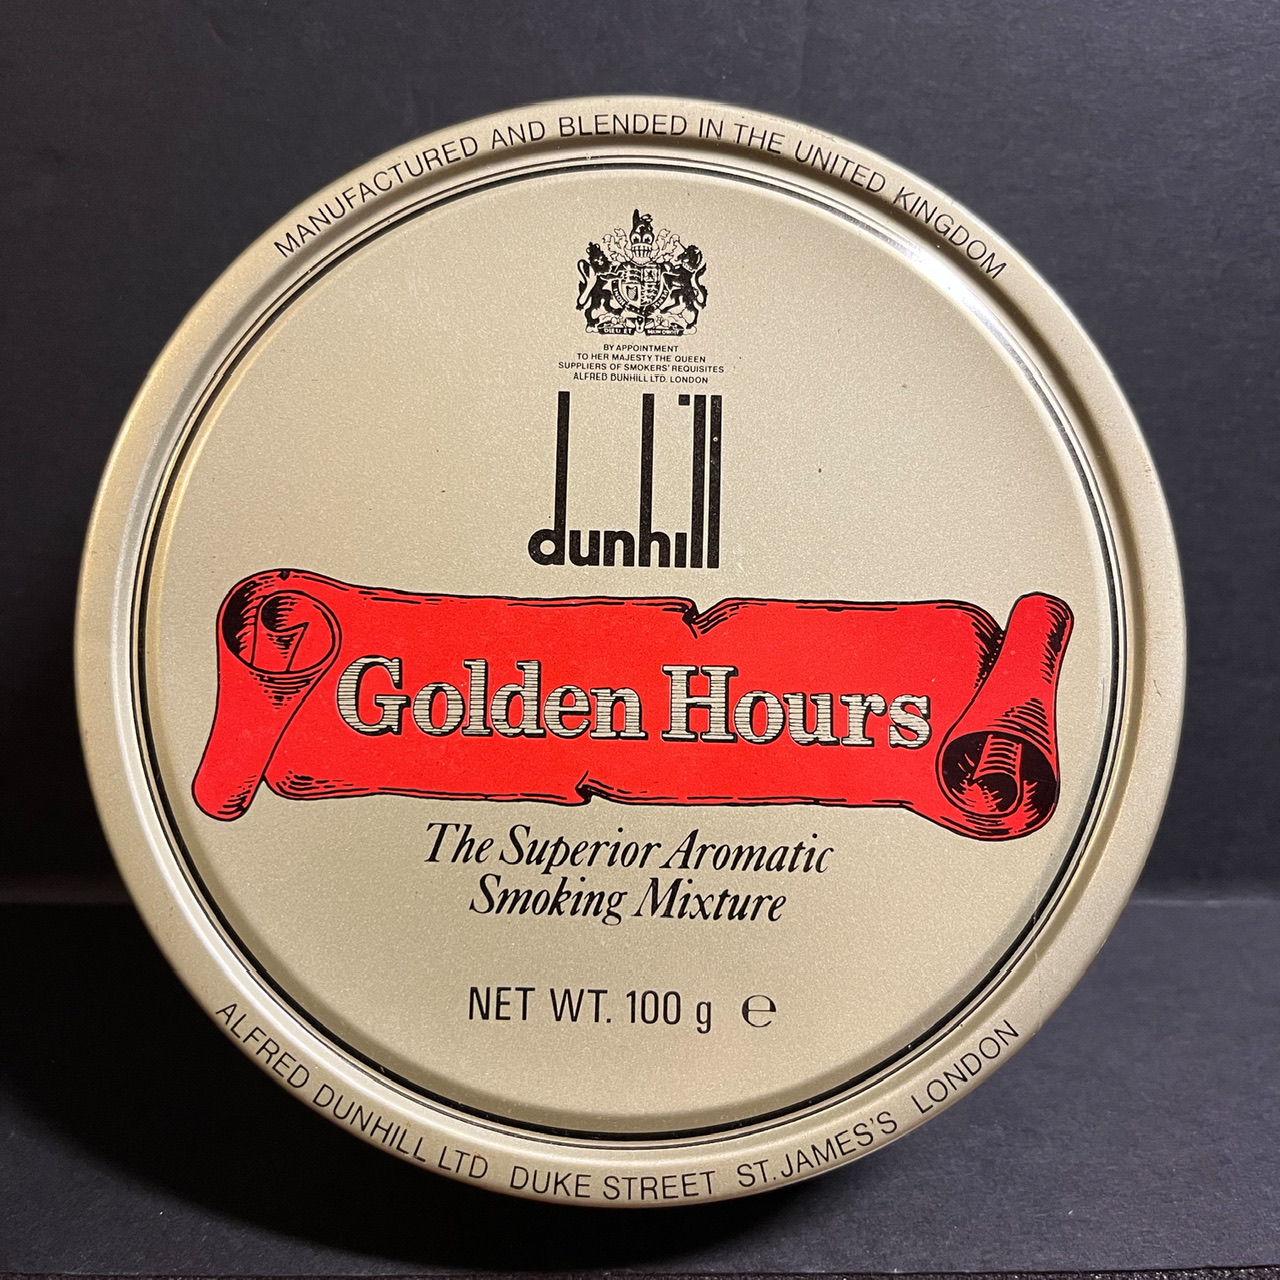 MANUFACTURED AND BLENDED IN THE UNITED KINGDOM
BY APPOINTMENT
TO HER MAJESTY THE QUEEN
SUPPLIERS OF SMOKERS' REQUISITES
ALFRED DUNHILL LTD. LONDON
dunhill
Golden Hours
The Superior Aromatic
Smoking Mixture
NET WT. 100 g ℮
ALFRED DUNHILL LTD DUKE STREET ST. JAMES'S LONDON